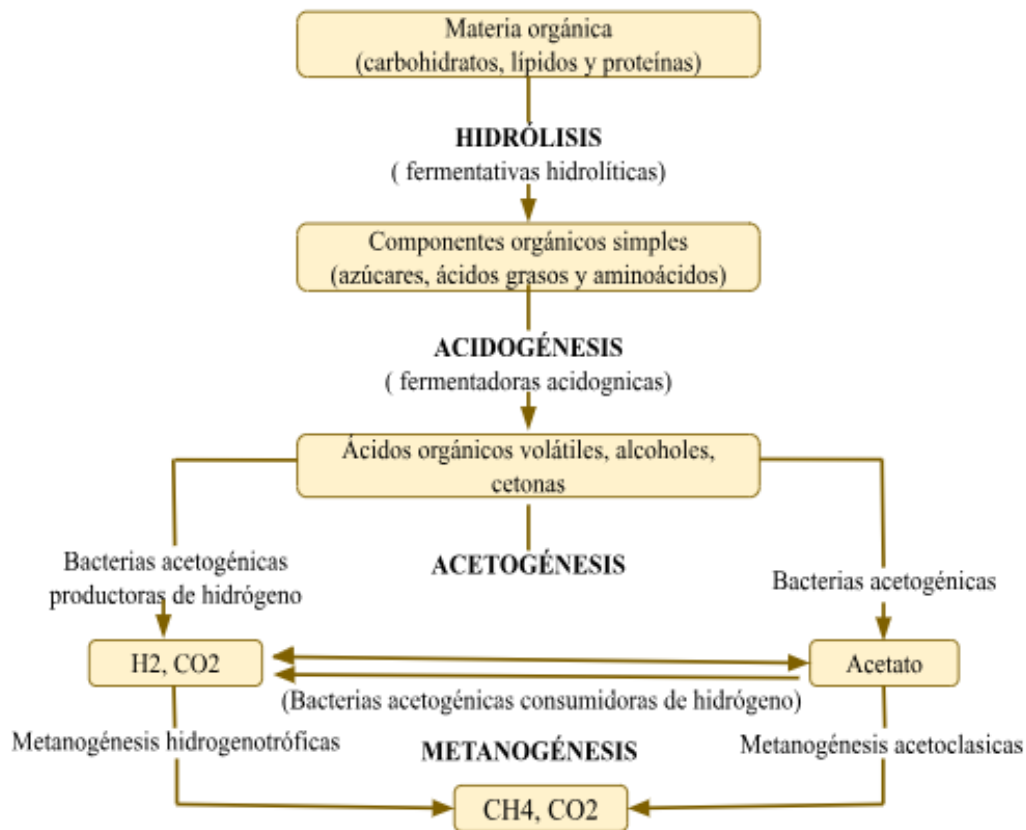 Materia orgánica
(carbohidratos, lípidos y proteínas)
HIDRÓLISIS
( fermentativas hidrolíticas)
Componentes orgánicos simples
(azúcares, ácidos grasos y aminoácidos)
ACIDOGÉNESIS
( fermentadoras acidognicas)
Ácidos orgánicos volátiles, alcoholes,
cetonas
ACETOGÉNESIS
Bacterias acetogénicas
productoras de hidrógeno
Bacterias acetogénicas
H2, CO2
Acetato
(Bacterias acetogénicas consumidoras de hidrógeno)
Metanogénesis hidrogenotróficas
METANOGÉNESIS
Metanogénesis acetoclasicas
CH4, CO2